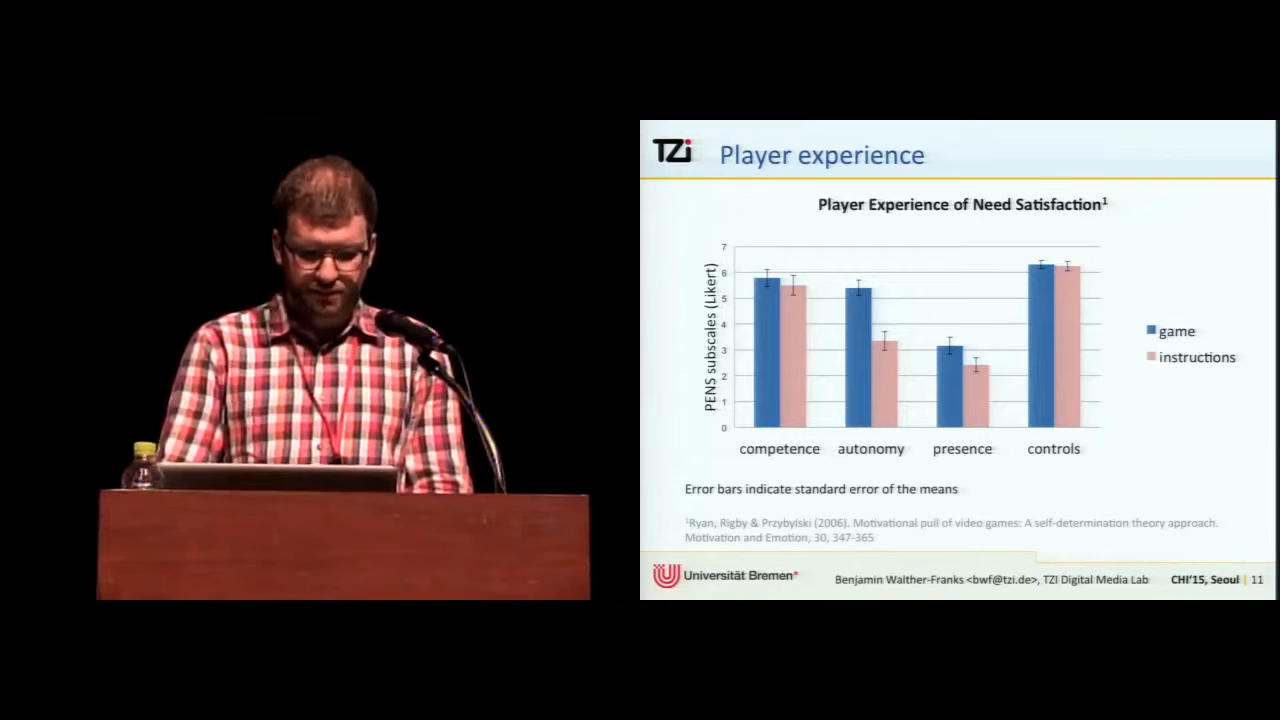 TZi
Player experience
Player Experience of Need Satisfaction¹
PENS subscales (Likert)
7
6
5
4
3
2
1
0
competence autonomy presence controls
game
instructions
Error bars indicate standard error of the means
¹Ryan, Rigby & Przybylski (2006). Motivational pull of video games: A self-determination theory approach.
Motivation and Emotion, 30, 347-365
Universität Bremen*
Benjamin Walther-Franks <bwf@tzi.de>, TZI Digital Media Lab CHI'15, Seoul | 11